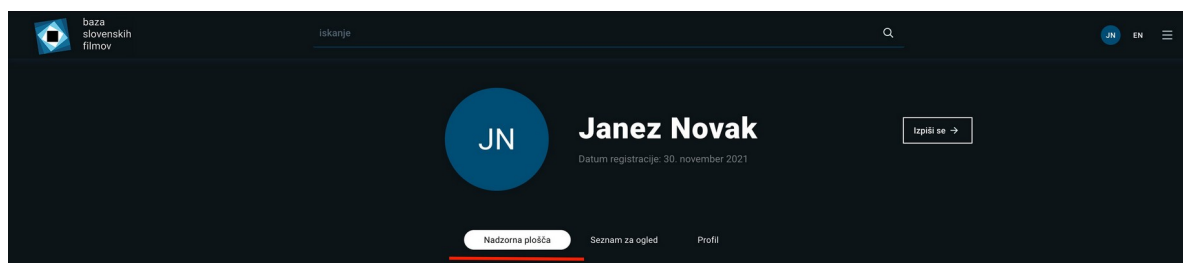 baza
slovenskih
filmov
iskanje
JN
EN
JN
Janez Novak
Datum registracije: 30. november 2021
Izpiši se →
Nadzorna plošča
Seznam za ogled
Profil